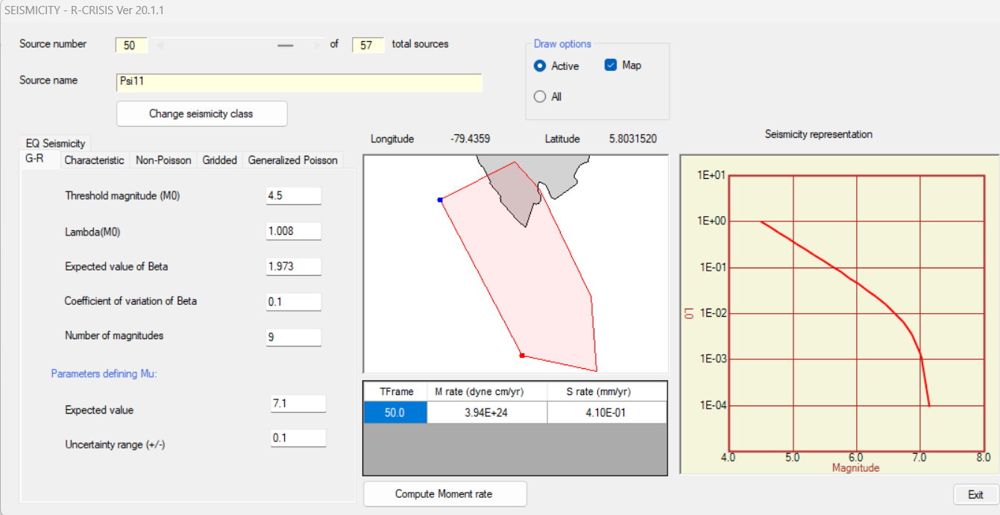 SEISMICITY - R-CRISIS Ver 20.1.1
Source number 50 of 57 total sources
Source name Psi11
Change seismicity class
Draw options
Active Map
All
EQ Seismicity
G-R Characteristic Non-Poisson Gridded Generalized Poisson
Threshold magnitude (M0) 4.5
Lambda(M0) 1.008
Expected value of Beta 1.973
Coefficient of variation of Beta 0.1
Number of magnitudes 9
Parameters defining Mu:
Expected value 7.1
Uncertainty range (+/-) 0.1
Longitude -79.4359 Latitude 5.8031520
TFrame M rate (dyne cm/yr) S rate (mm/yr)
50.0 3.94E+24 4.10E-01
Compute Moment rate
Seismicity representation
1E+01
1E+00
1E-01
1E-02
1E-03
1E-04
L0
4.0 5.0 6.0 7.0 8.0
Magnitude
Exit